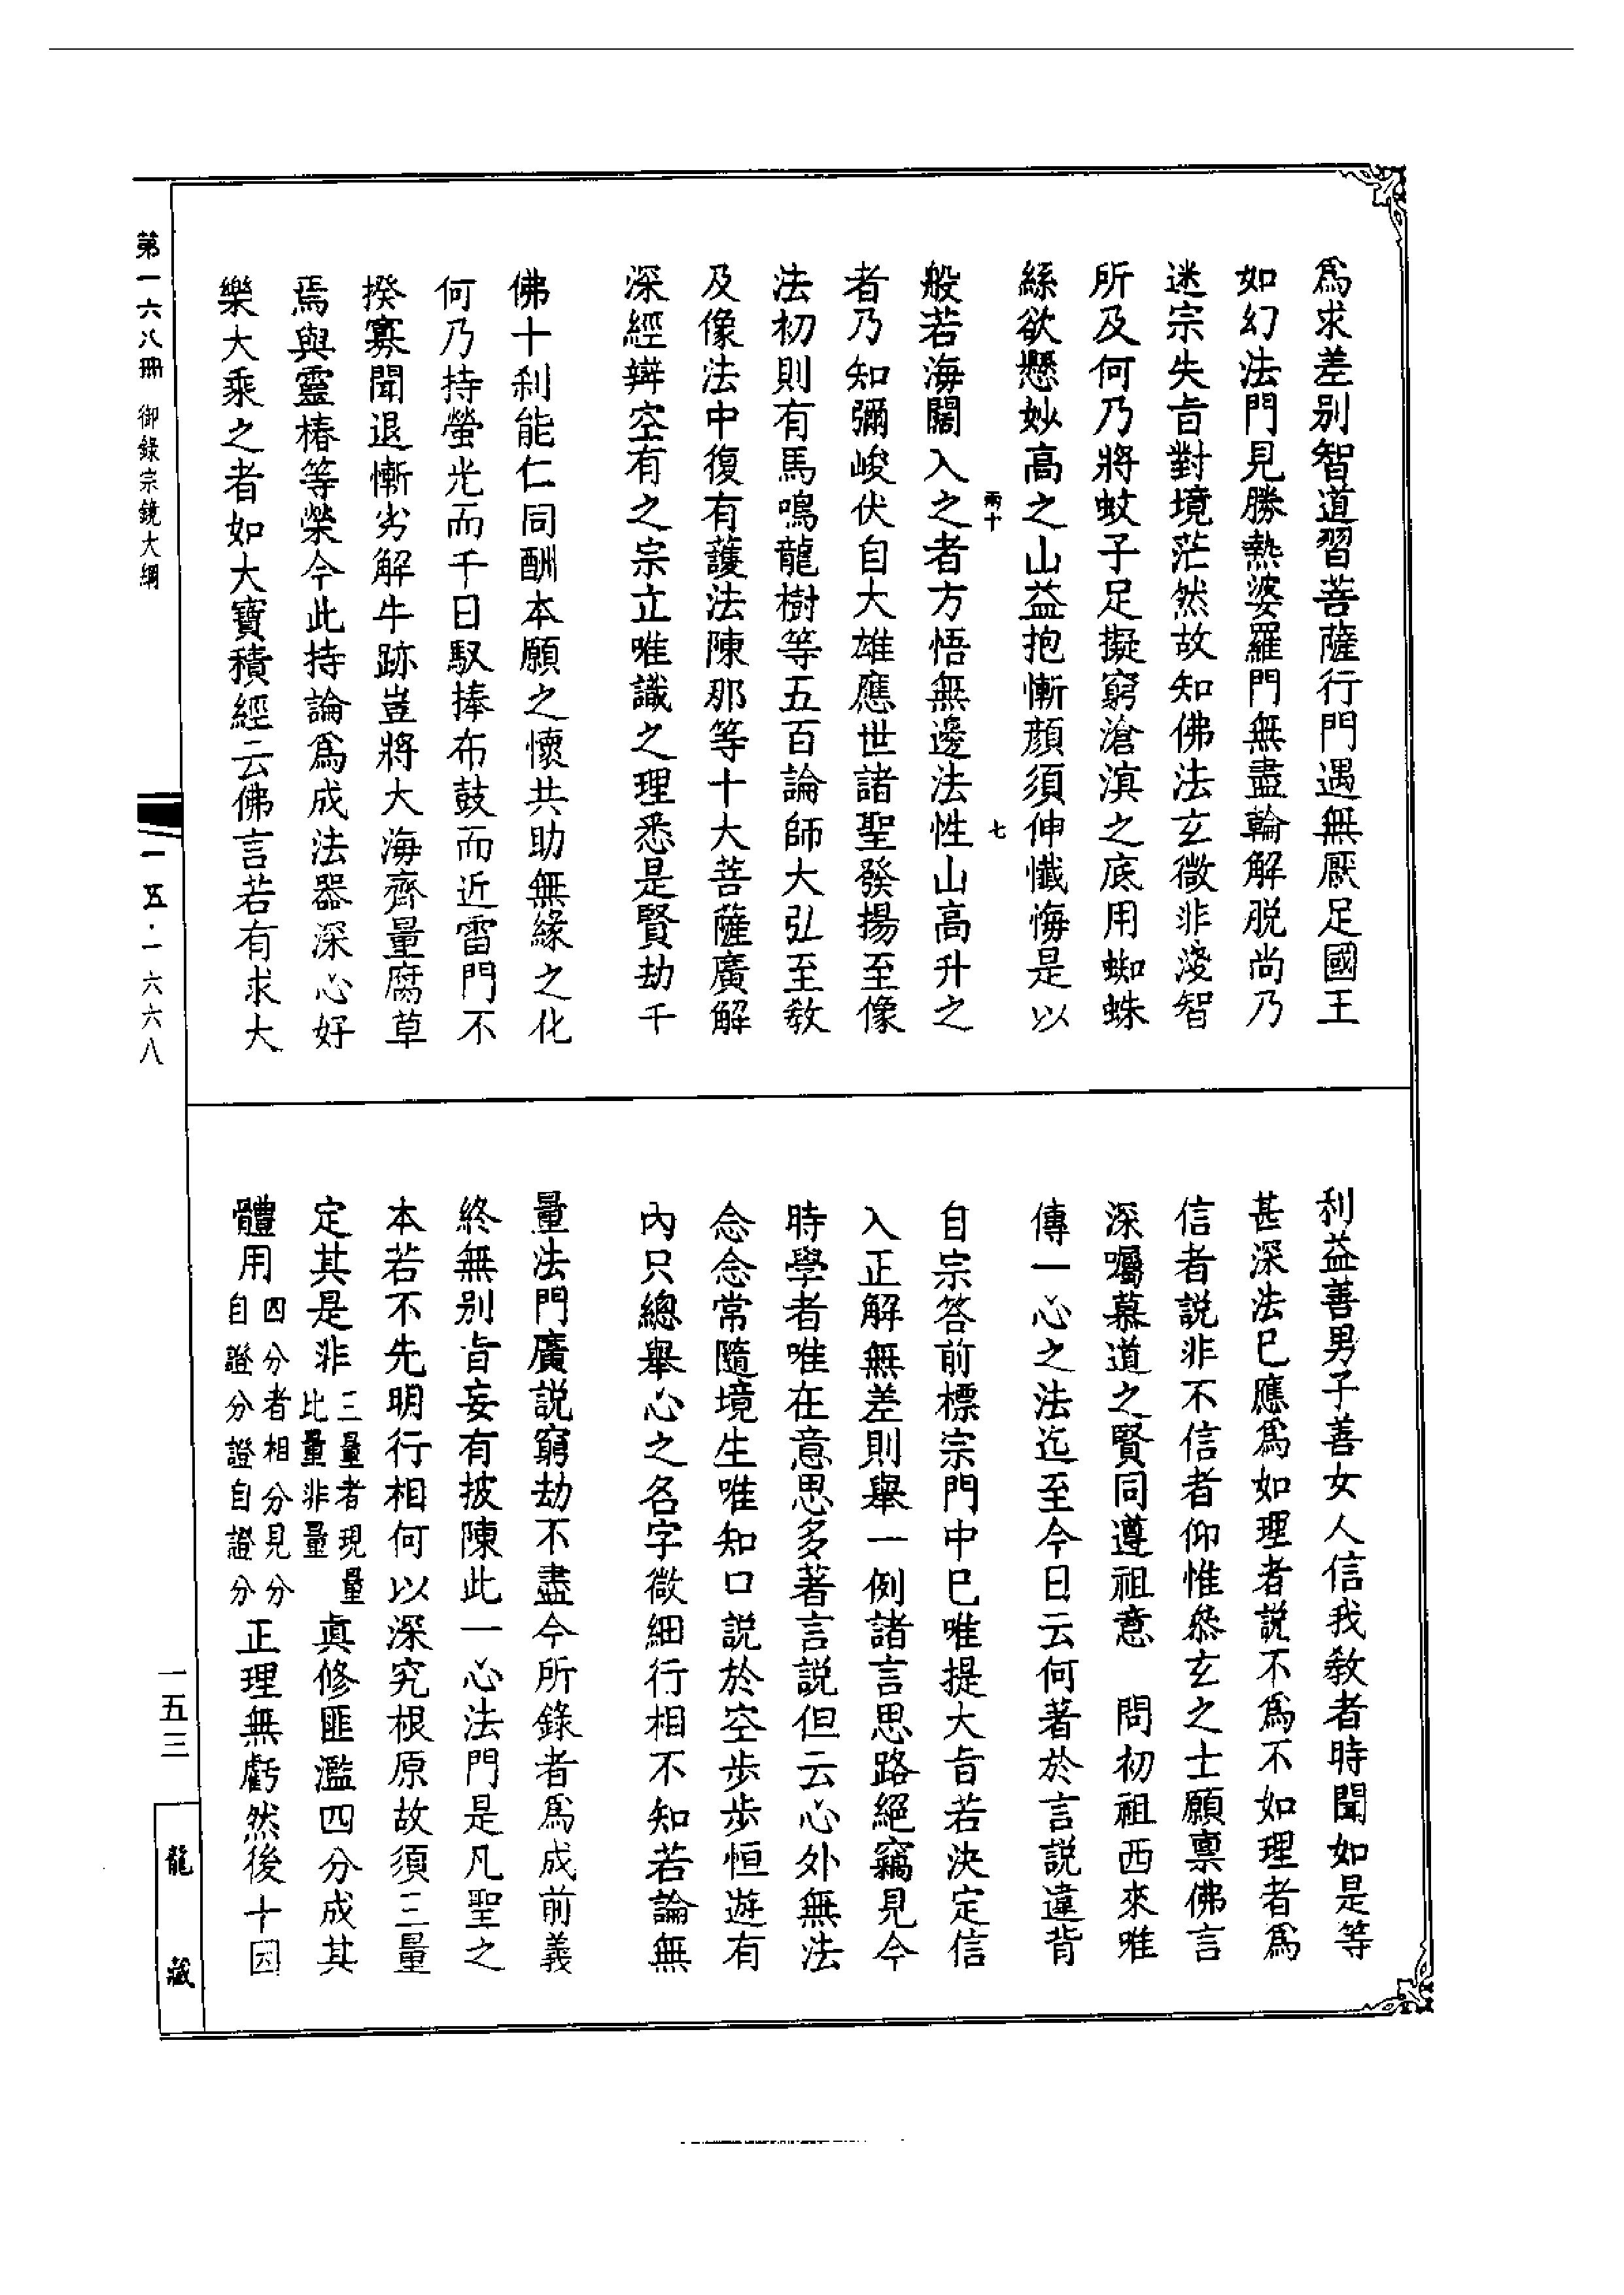 爲求差别智道習菩薩行門遇無厭足國王
如幻法門見勝熱婆羅門無盡輪解脱尚乃
迷宗失旨對境茫然故知佛法玄微非淺智
所及何乃將蚊子足擬窮滄溟之底用蜘蛛
絲欲懸妙高之山益抱慚顔須伸懺悔是以
兩十 七
般若海闊入之者方悟無邊法性山高升之
者乃知彌峻伏自大雄應世諸聖發揚至像
法初則有馬鳴龍樹等五百論師大弘至教
及像法中復有護法陳那等十大菩薩廣解
深經辨空有之宗立唯識之理悉是賢劫千
佛十刹能仁同酬本願之懷共助無緣之化
何乃持螢光而千日馭捧布鼓而近雷門不
揆寡聞退慚劣解牛跡豈將大海齊量腐草
焉與靈椿等榮今此持論爲成法器深心好
樂大乘之者如大寶積經云佛言若有求大
利益善男子善女人信我教者時聞如是等
甚深法已應爲如理者説不爲不如理者爲
信者説非不信者仰惟叅玄之士願禀佛言
深囑慕道之賢同遵祖意　問初祖西來唯
傳一心之法迄至今日云何著於言説違背
自宗答前標宗門中已唯提大旨若決定信
入正解無差則舉一例諸言思路絕竊見今
時學者唯在意思多著言説但云心外無法
念念常隨境生唯知口説於空步步恒遊有
內只總舉心之名字微細行相不知若論無
量法門廣説窮劫不盡今所錄者爲成前義
終無别旨妄有披陳此一心法門是凡聖之
本若不先明行相何以深究根原故須三量
定其是非三量者現量比量非量真修匪濫四分成其
體用四分者相分見分自證分證自證分正理無虧然後十因
第一六八冊 御錄宗鏡大綱
一五·一六六八
一五三
龍藏